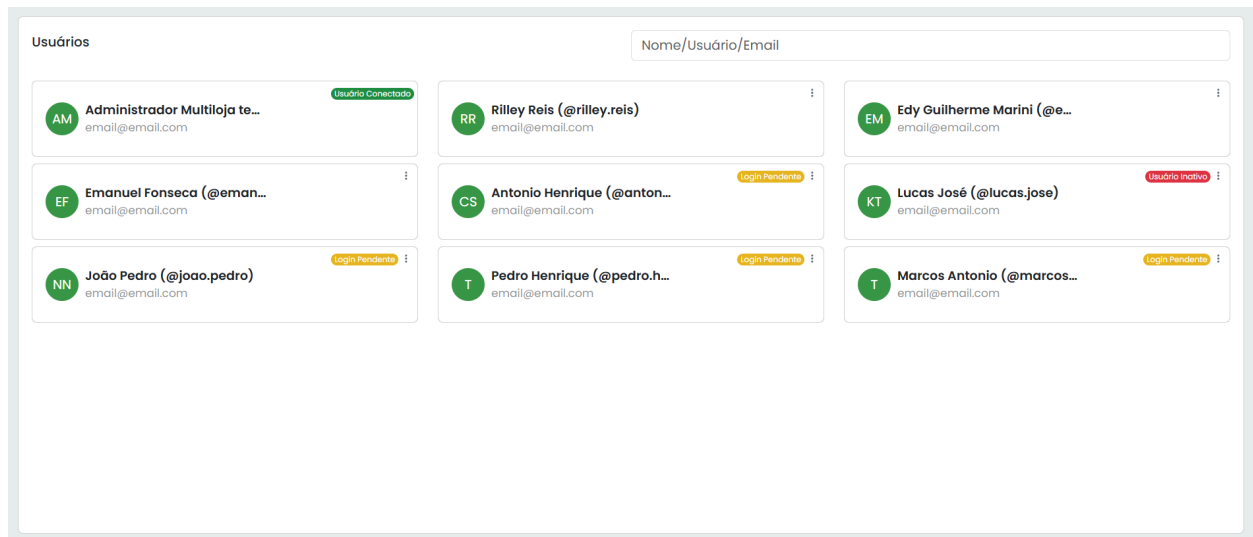 Usuários
Nome/Usuário/Email
Usuário Conectado
AM
Administrador Multiloja te...
email@email.com
RR
Rilley Reis (@rilley.reis)
email@email.com
EM
Edy Guilherme Marini (@e...
email@email.com
EF
Emanuel Fonseca (@eman...
email@email.com
Login Pendente
CS
Antonio Henrique (@anton...
email@email.com
Usuário Inativo
KT
Lucas José (@lucas.jose)
email@email.com
Login Pendente
NN
João Pedro (@joao.pedro)
email@email.com
Login Pendente
T
Pedro Henrique (@pedro.h...
email@email.com
Login Pendente
T
Marcos Antonio (@marcos...
email@email.com